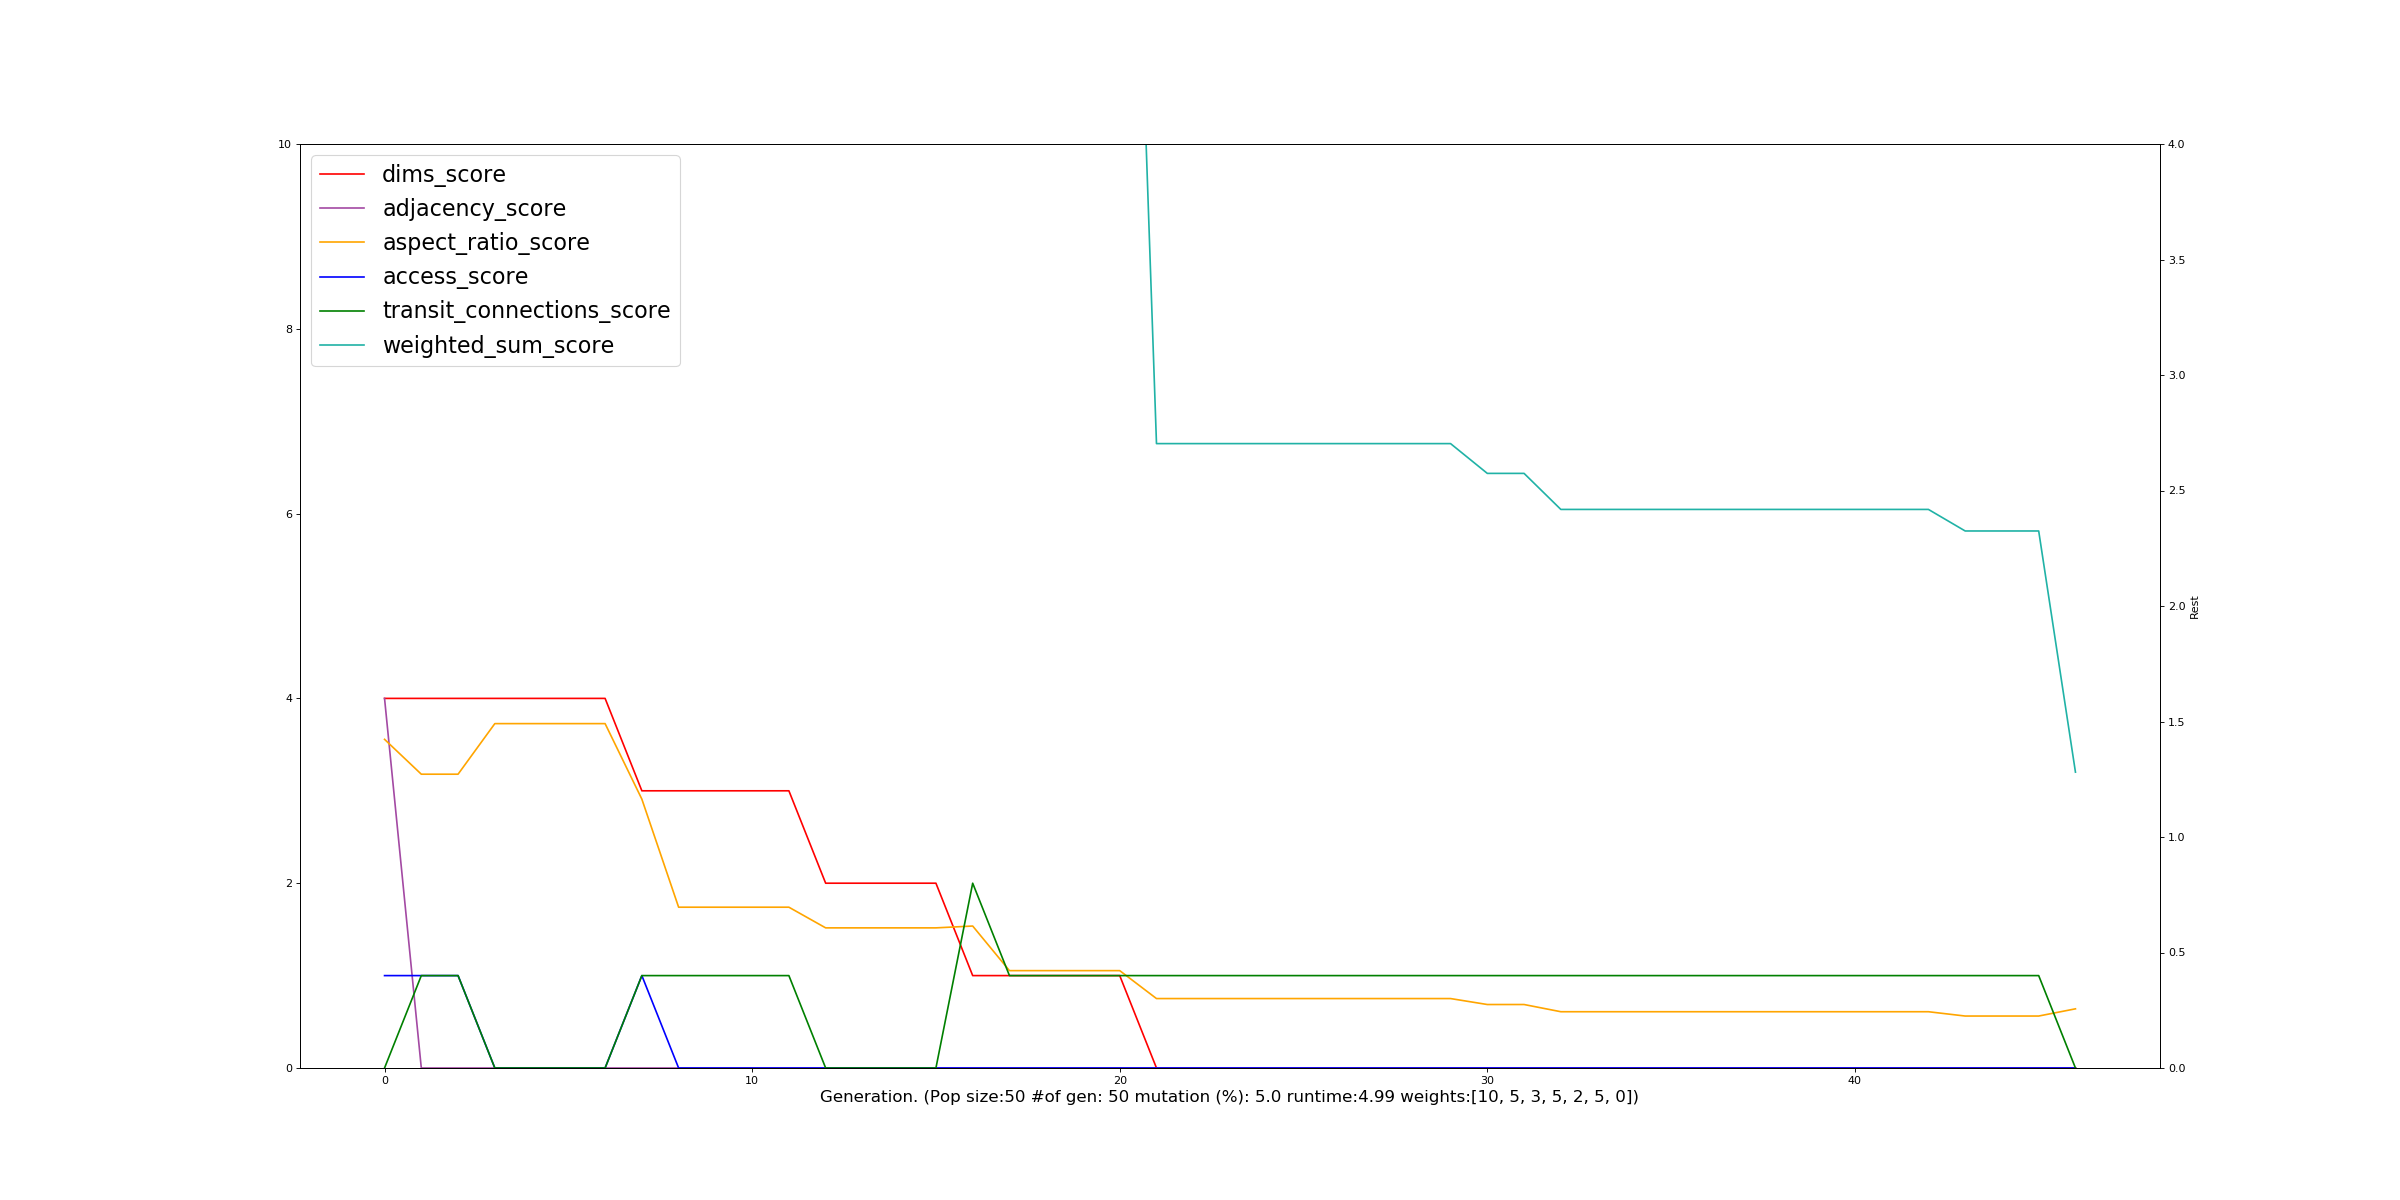 10
8
6
4
2
0
dims_score
adjacency_score
aspect_ratio_score
access_score
transit_connections_score
weighted_sum_score
4.0
3.5
3.0
2.5
2.0
1.5
1.0
0.5
0.0
Rest
0
10
20
30
40
Generation. (Pop size:50 #of gen: 50 mutation (%): 5.0 runtime:4.99 weights:[10, 5, 3, 5, 2, 5, 0])